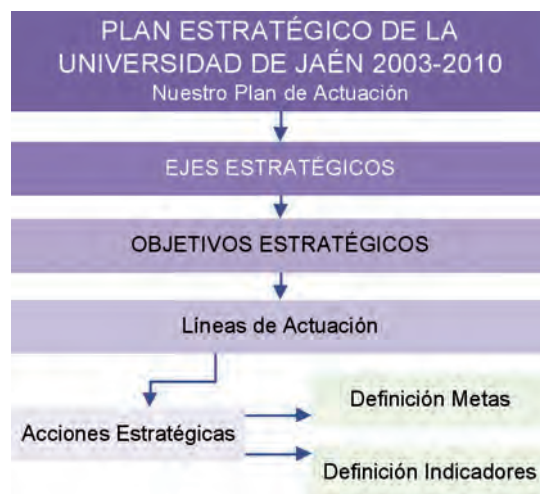 PLAN ESTRATÉGICO DE LA
UNIVERSIDAD DE JAÉN 2003-2010
Nuestro Plan de Actuación
EJES ESTRATÉGICOS
OBJETIVOS ESTRATÉGICOS
Líneas de Actuación
Acciones Estratégicas
Definición Metas
Definición Indicadores